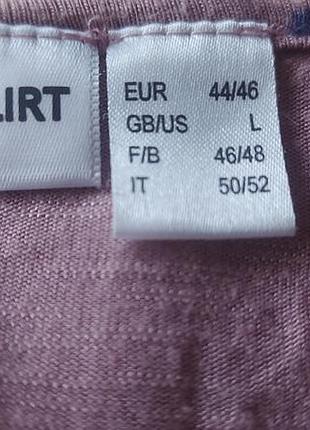 LIRT
EUR 44/46
GB/US L
F/B 46/48
IT 50/52